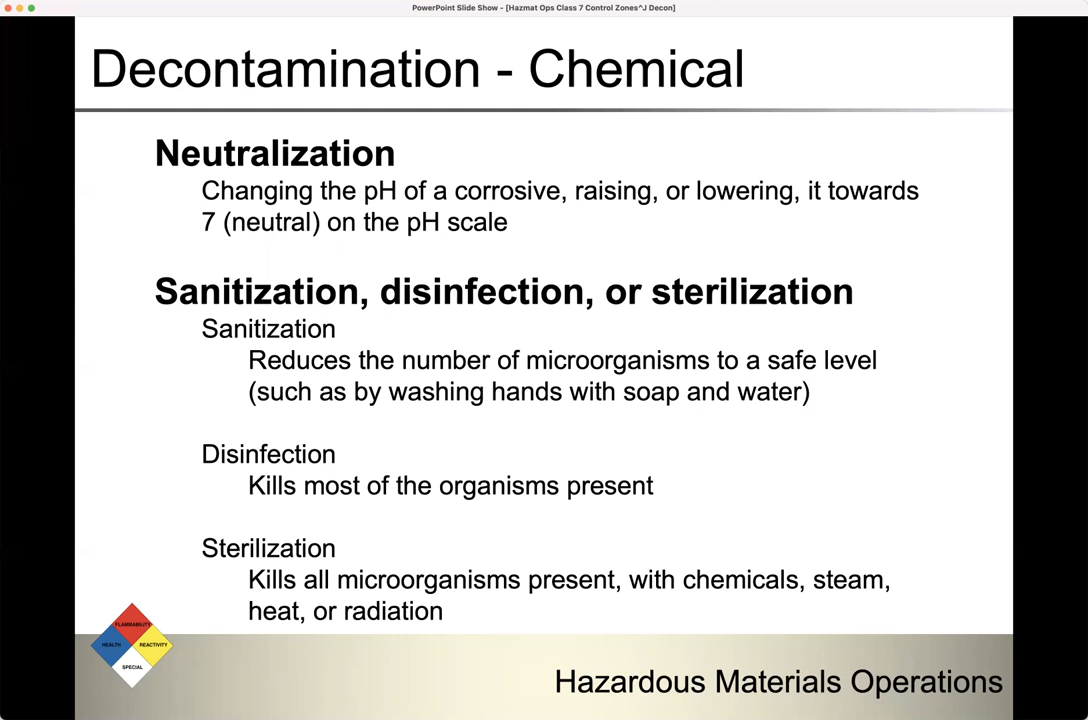 PowerPoint Slide Show - [Hazmat Ops Class 7 Control Zones^J Decon]
Decontamination - Chemical
Neutralization
Changing the pH of a corrosive, raising, or lowering, it towards
7 (neutral) on the pH scale
Sanitization, disinfection, or sterilization
Sanitization
Reduces the number of microorganisms to a safe level
(such as by washing hands with soap and water)
Disinfection
Kills most of the organisms present
Sterilization
Kills all microorganisms present, with chemicals, steam,
heat, or radiation
FLAMMABILITY
HEALTH
REACTIVITY
SPECIAL
Hazardous Materials Operations